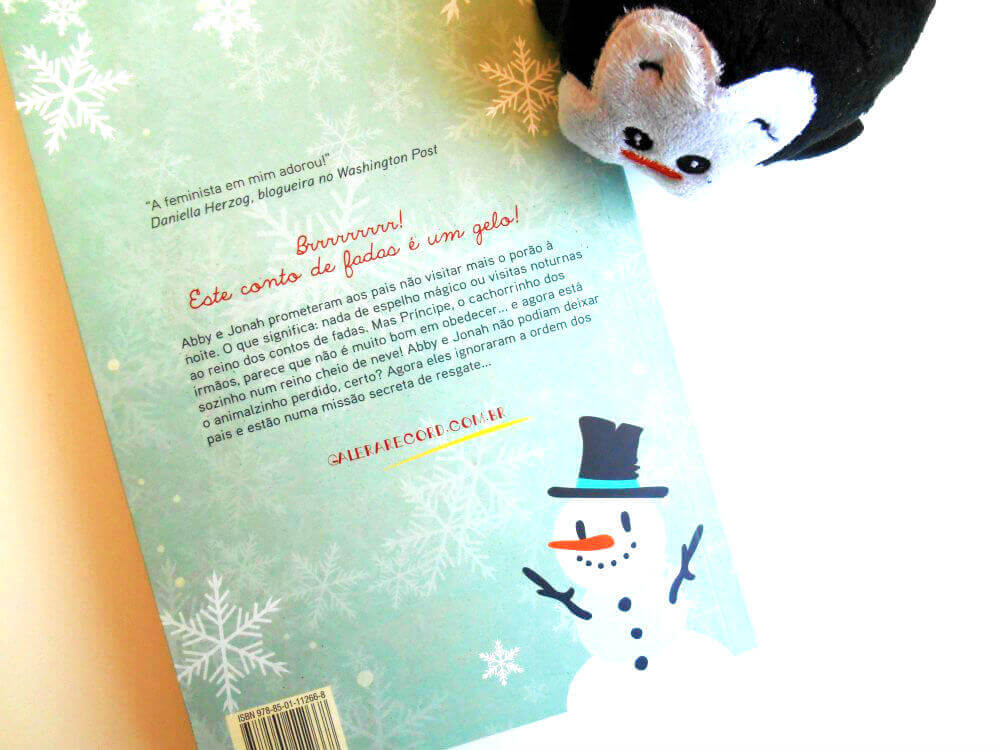 “A feminista em mim adorou!”
Daniella Herzog, blogueira no Washington Post
Brrrrrrrrr!
Este conto de fadas é um gelo!
Abby e Jonah prometeram aos pais não visitar mais o porão à
noite. O que significa: nada de espelho mágico ou visitas noturnas
ao reino dos contos de fadas. Mas Príncipe, o cachorrinho dos
irmãos, parece que não é muito bom em obedecer... e agora está
sozinho num reino cheio de neve! Abby e Jonah não podiam deixar
o animalzinho perdido, certo? Agora eles ignoraram a ordem dos
pais e estão numa missão secreta de resgate...
GALERARECORD.COM.BR
ISBN 978-85-01-11266-8